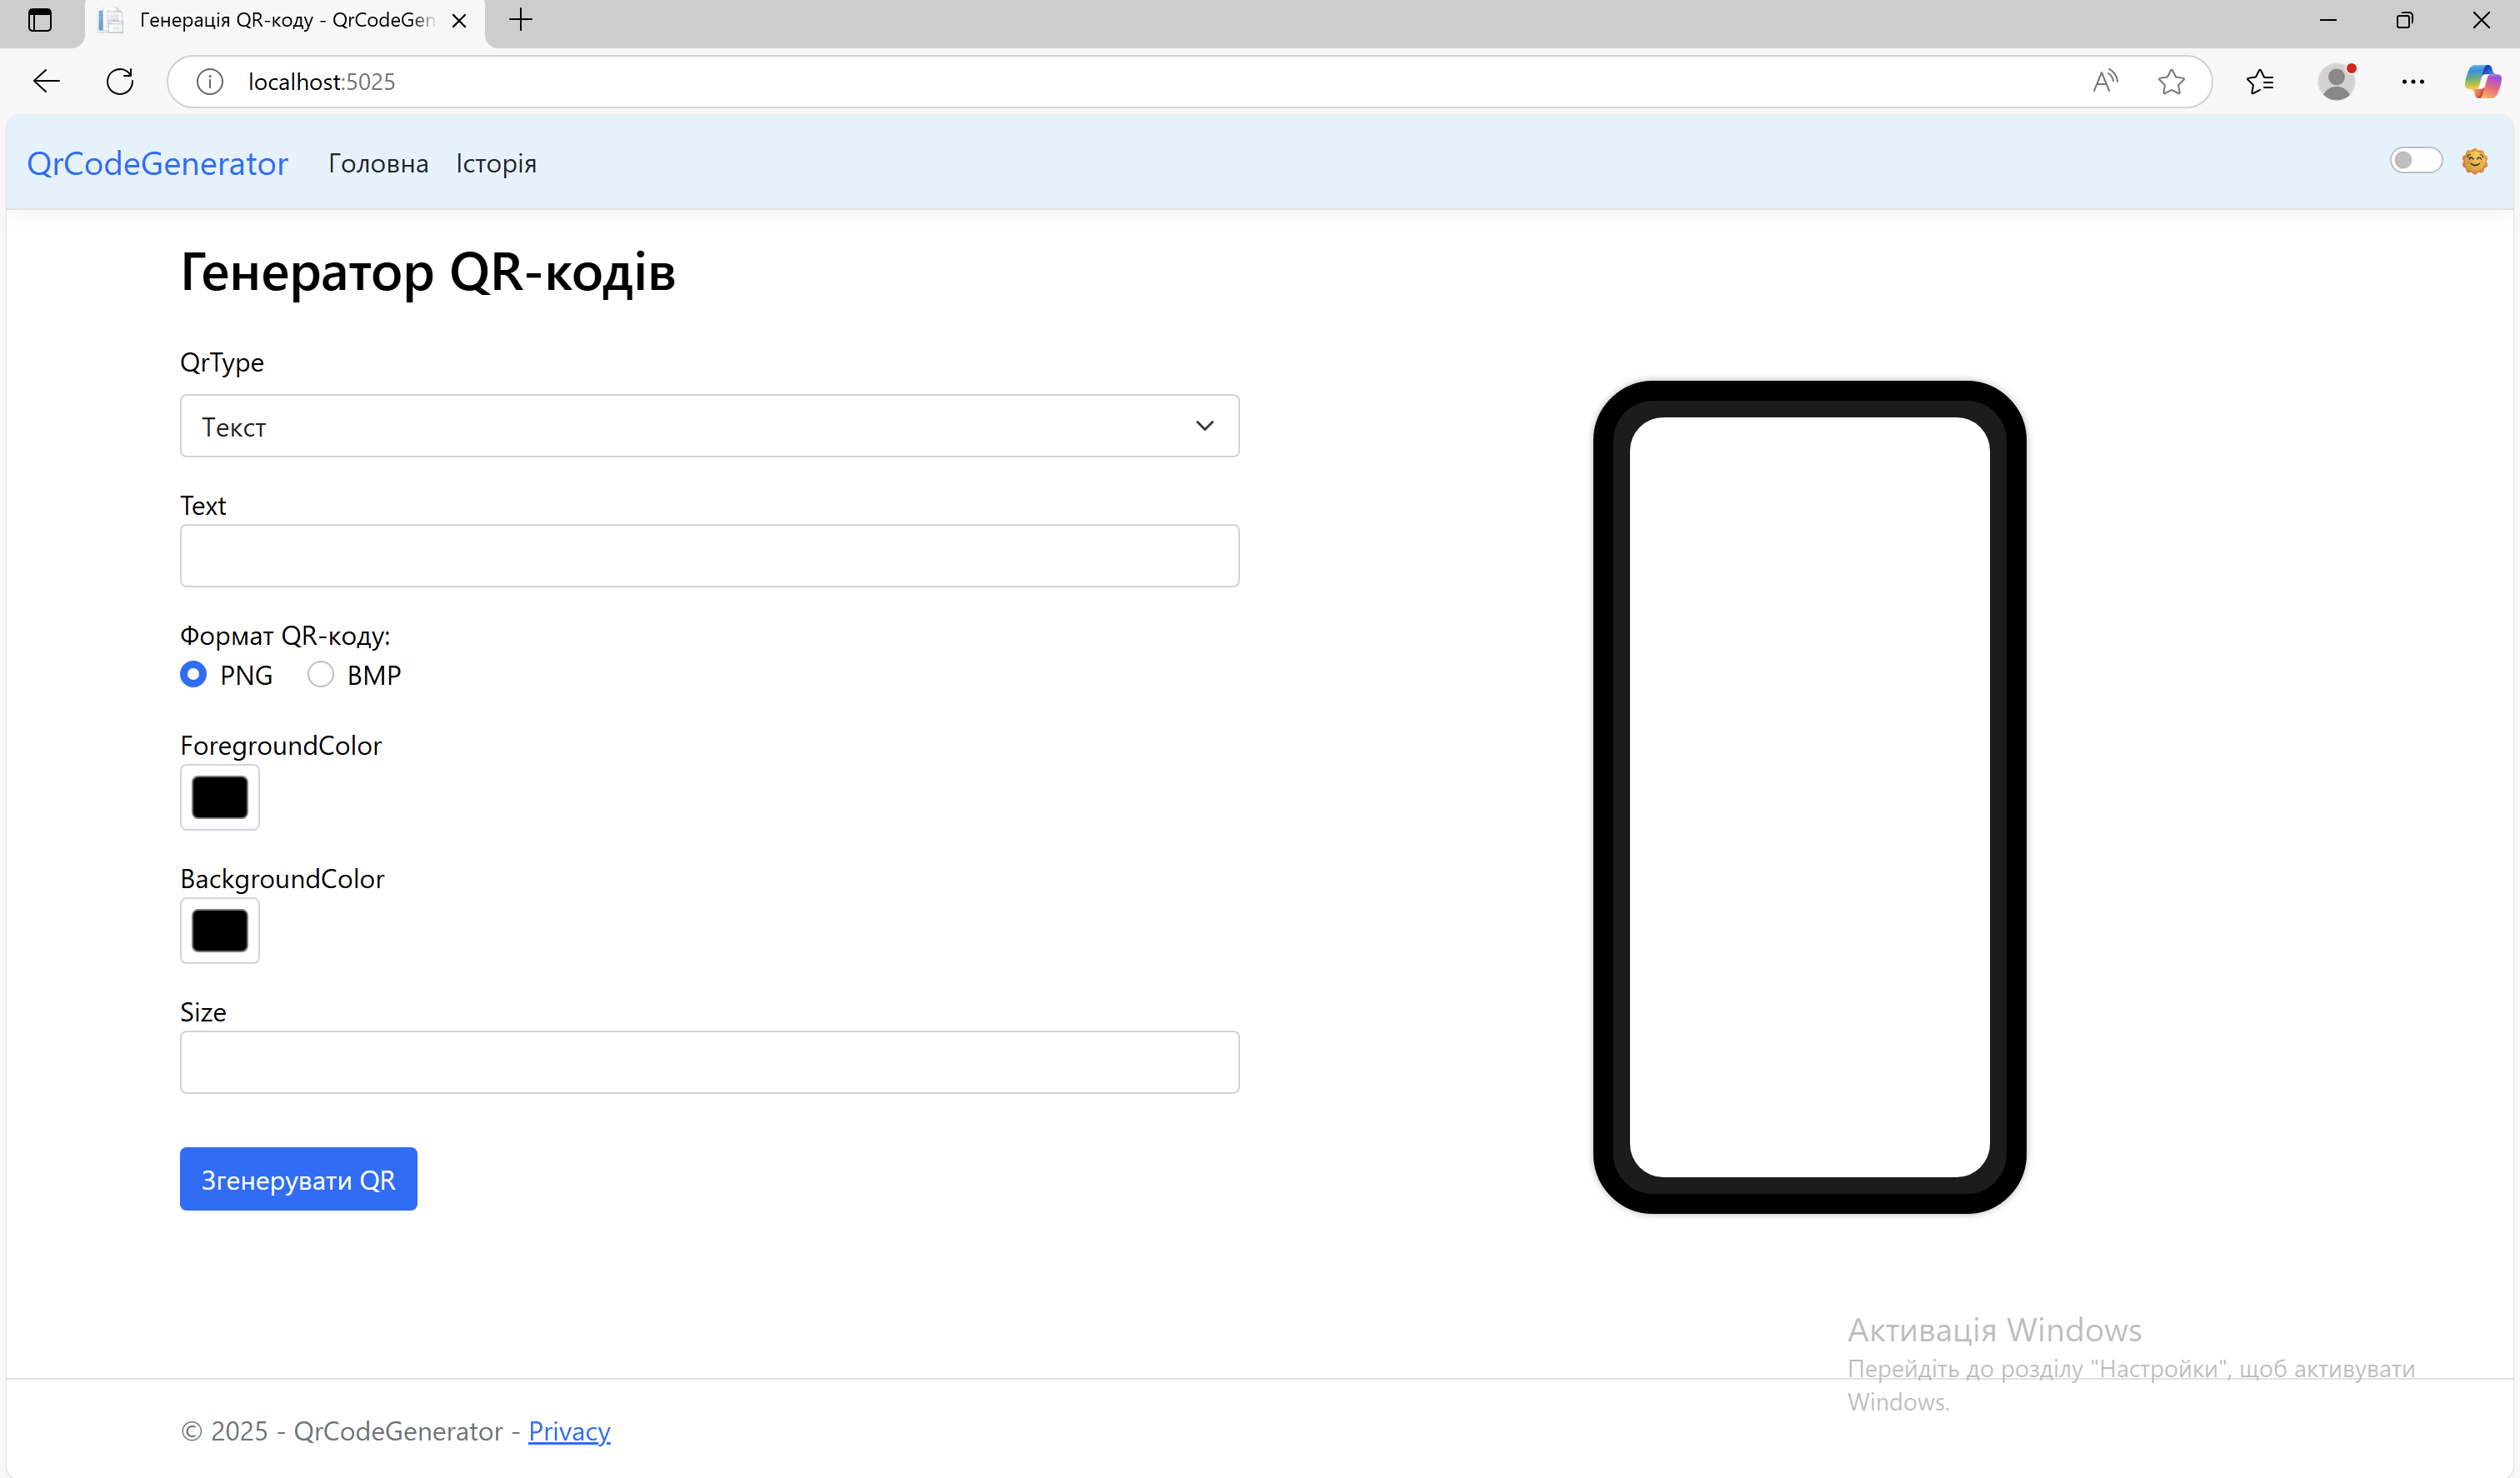 Генерація QR-коду - QrCodeGen
localhost:5025
QrCodeGenerator Головна Історія
Генератор QR-кодів
QrType
Текст
Text
Формат QR-коду:
PNG BMP
ForegroundColor
BackgroundColor
Size
Згенерувати QR
Активація Windows
Перейдіть до розділу "Настройки", щоб активувати
Windows.
© 2025 - QrCodeGenerator - Privacy